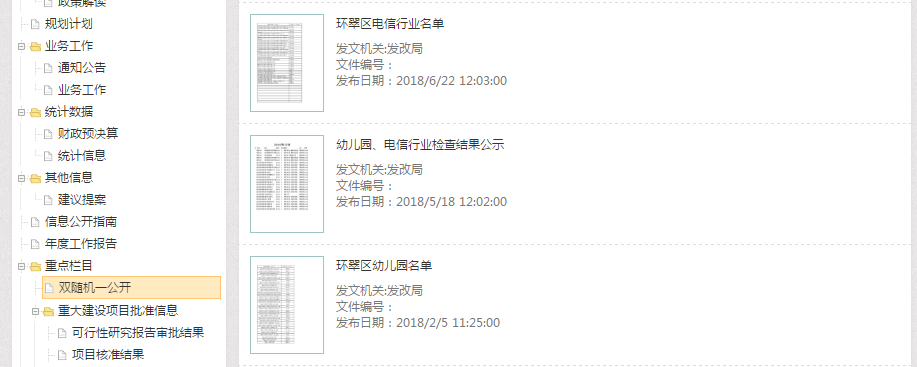 政策解读
规划计划
业务工作
通知公告
业务工作
统计数据
财政预决算
统计信息
其他信息
建议提案
信息公开指南
年度工作报告
重点栏目
双随机一公开
重大建设项目批准信息
可行性研究报告审批结果
项目核准结果
环翠区电信行业名单
发文机关:发改局
文件编号：
发布日期：2018/6/22 12:03:00
幼儿园、电信行业检查结果公示
发文机关:发改局
文件编号：
发布日期：2018/5/18 12:02:00
环翠区幼儿园名单
发文机关:发改局
文件编号：
发布日期：2018/2/5 11:25:00